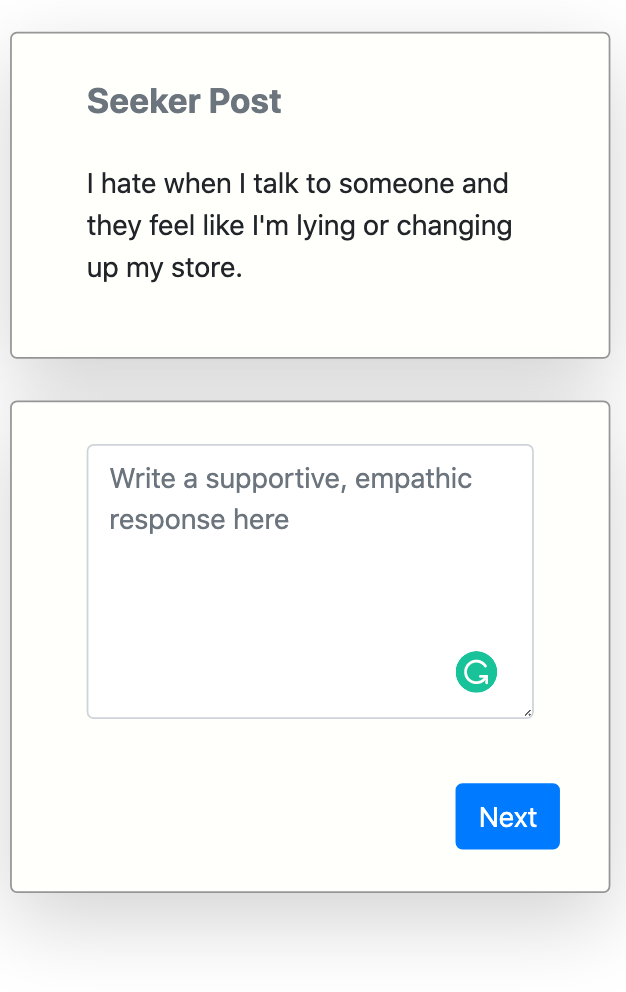 Seeker Post
I hate when I talk to someone and
they feel like I'm lying or changing
up my store.
Write a supportive, empathic
response here
Next